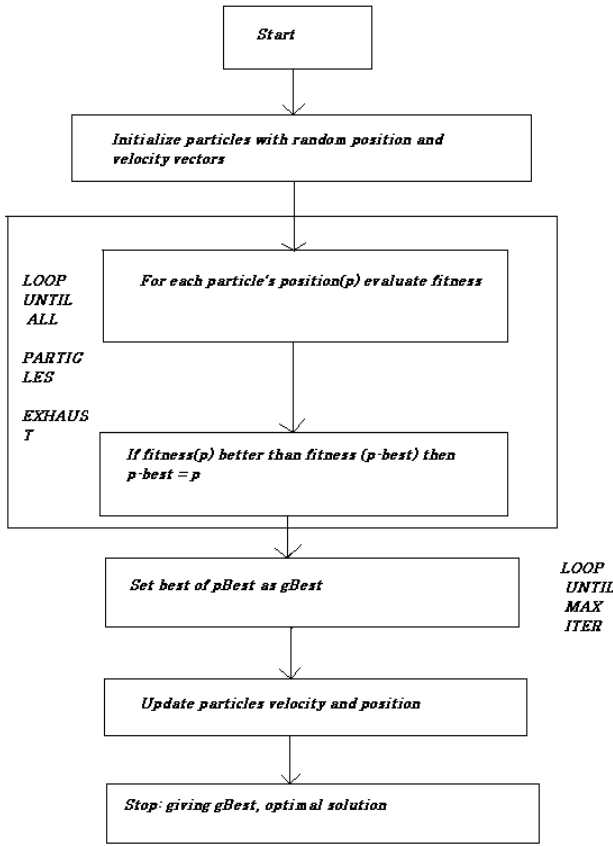 Start
Initialize particles with random position and
velocity vectors
LOOP
UNTIL
ALL
PARTIC
LES
EXHAUS
T
For each particle's position(p) evaluate fitness
If fitness(p) better than fitness (p-best) then
p-best = p
Set best of pBest as gBest
LOOP
UNTIL
MAX
ITER
Update particles velocity and position
Stop: giving gBest, optimal solution